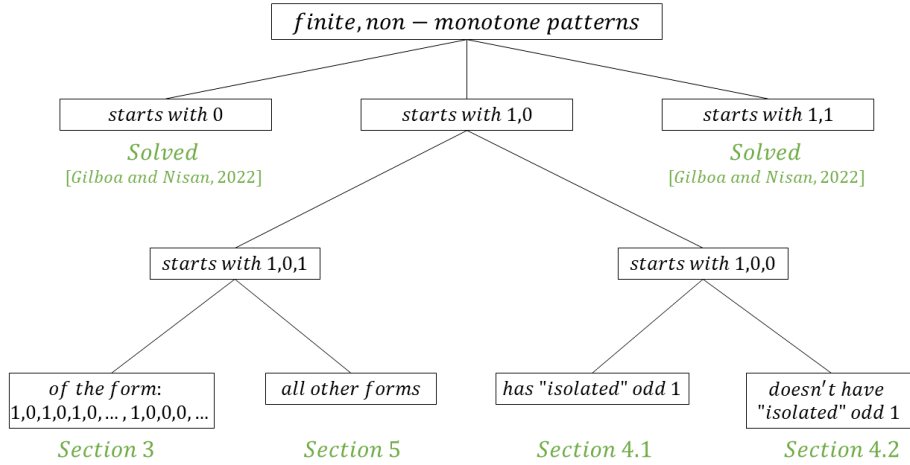 finite, non − monotone patterns
starts with 0
starts with 1,0
starts with 1,1
Solved
[Gilboa and Nisan, 2022]
Solved
[Gilboa and Nisan, 2022]
starts with 1,0,1
starts with 1,0,0
of the form:
1,0,1,0,1,0, … , 1,0,0,0, …
all other forms
has "isolated" odd 1
doesn't have
"isolated" odd 1
Section 3
Section 5
Section 4.1
Section 4.2